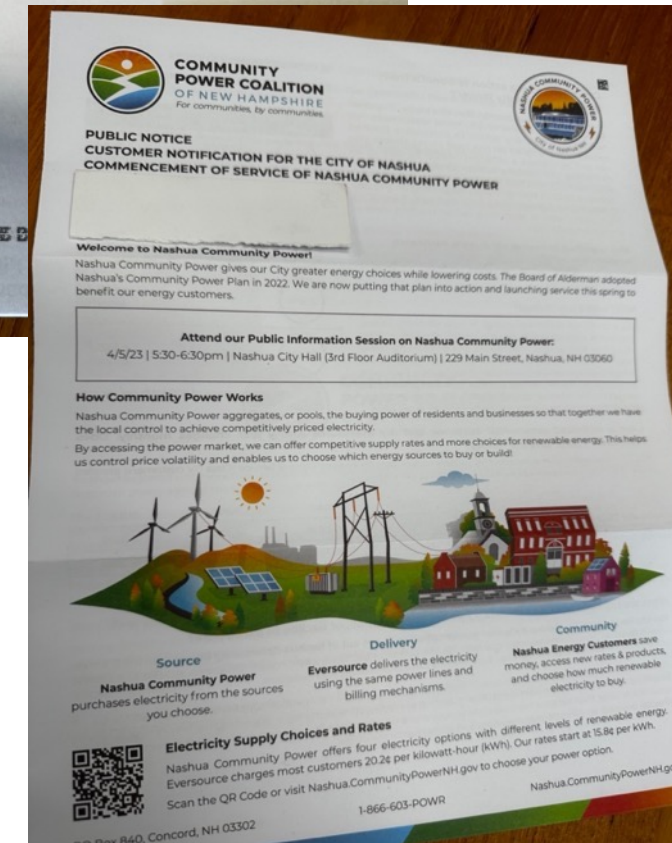 COMMUNITY
POWER COALITION
OF NEW HAMPSHIRE
For communities, by communities
NASHUA COMMUNITY POWER
City of Nashua NH
PUBLIC NOTICE
CUSTOMER NOTIFICATION FOR THE CITY OF NASHUA
COMMENCEMENT OF SERVICE OF NASHUA COMMUNITY POWER
Welcome to Nashua Community Power!
Nashua Community Power gives our City greater energy choices while lowering costs. The Board of Alderman adopted
Nashua's Community Power Plan in 2022. We are now putting that plan into action and launching service this spring to
benefit our energy customers.
Attend our Public Information Session on Nashua Community Power:
4/5/23 | 5:30-6:30pm | Nashua City Hall (3rd Floor Auditorium) | 229 Main Street, Nashua, NH 03060
How Community Power Works
Nashua Community Power aggregates, or pools, the buying power of residents and businesses so that together we have
the local control to achieve competitively priced electricity.
By accessing the power market, we can offer competitive supply rates and more choices for renewable energy. This helps
us control price volatility and enables us to choose which energy sources to buy or build!
Source
Nashua Community Power
purchases electricity from the sources
you choose.
Delivery
Eversource delivers the electricity
using the same power lines and
billing mechanisms.
Community
Nashua Energy Customers save
money, access new rates & products,
and choose how much renewable
electricity to buy.
Electricity Supply Choices and Rates
Nashua Community Power offers four electricity options with different levels of renewable energy.
Eversource charges most customers 20.2¢ per kilowatt-hour (kWh). Our rates start at 15.8¢ per kWh.
Scan the QR Code or visit Nashua.CommunityPowerNH.gov to choose your power option.
Box 840, Concord, NH 03302
1-866-603-POWR
Nashua.CommunityPowerNH.go